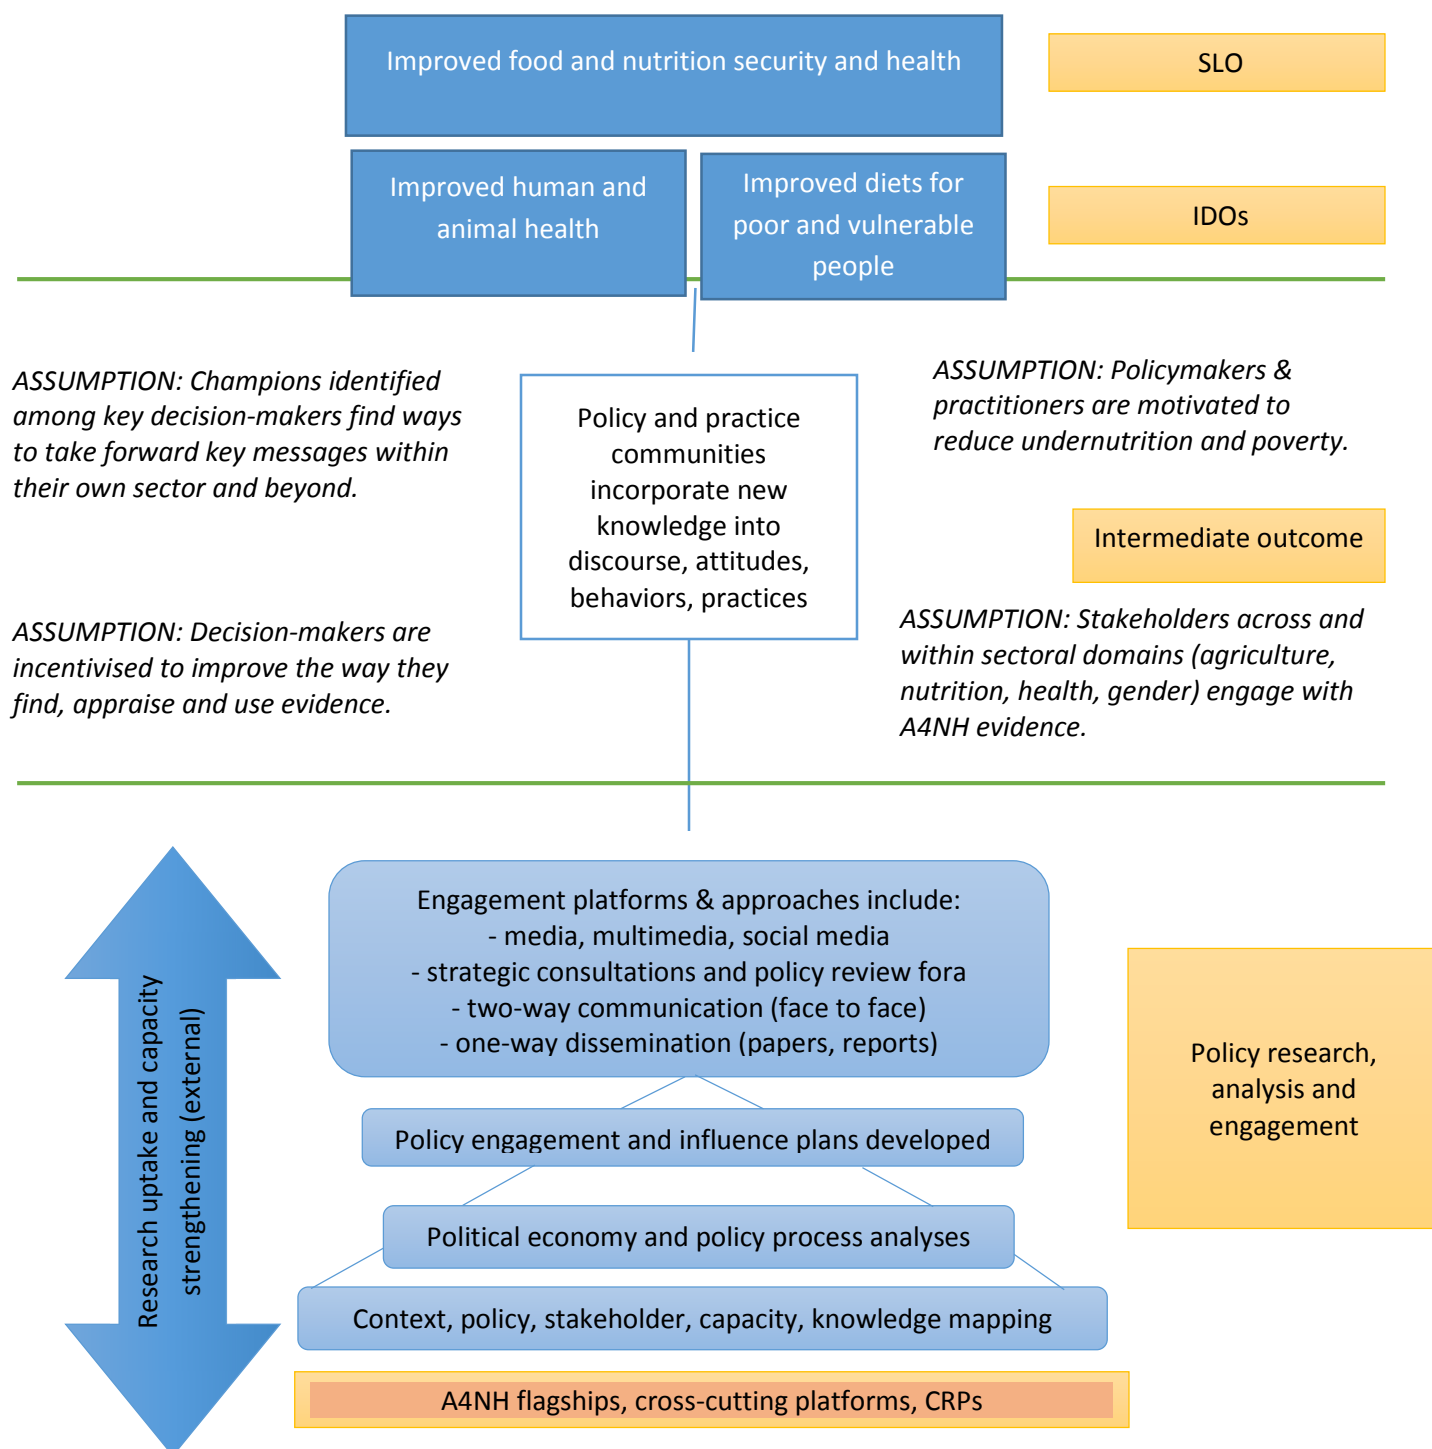 Improved food and nutrition security and health
SLO
Improved human and
animal health
Improved diets for
poor and vulnerable
people
IDOs
ASSUMPTION: Champions identified
among key decision-makers find ways
to take forward key messages within
their own sector and beyond.
Policy and practice
communities
incorporate new
knowledge into
discourse, attitudes,
behaviors, practices
ASSUMPTION: Policymakers &
practitioners are motivated to
reduce undernutrition and poverty.
Intermediate outcome
ASSUMPTION: Decision-makers are
incentivised to improve the way they
find, appraise and use evidence.
ASSUMPTION: Stakeholders across and
within sectoral domains (agriculture,
nutrition, health, gender) engage with
A4NH evidence.
Research uptake and capacity
strengthening (external)
Engagement platforms & approaches include:
- media, multimedia, social media
- strategic consultations and policy review fora
- two-way communication (face to face)
- one-way dissemination (papers, reports)
Policy research,
analysis and
engagement
Policy engagement and influence plans developed
Political economy and policy process analyses
Context, policy, stakeholder, capacity, knowledge mapping
A4NH flagships, cross-cutting platforms, CRPs